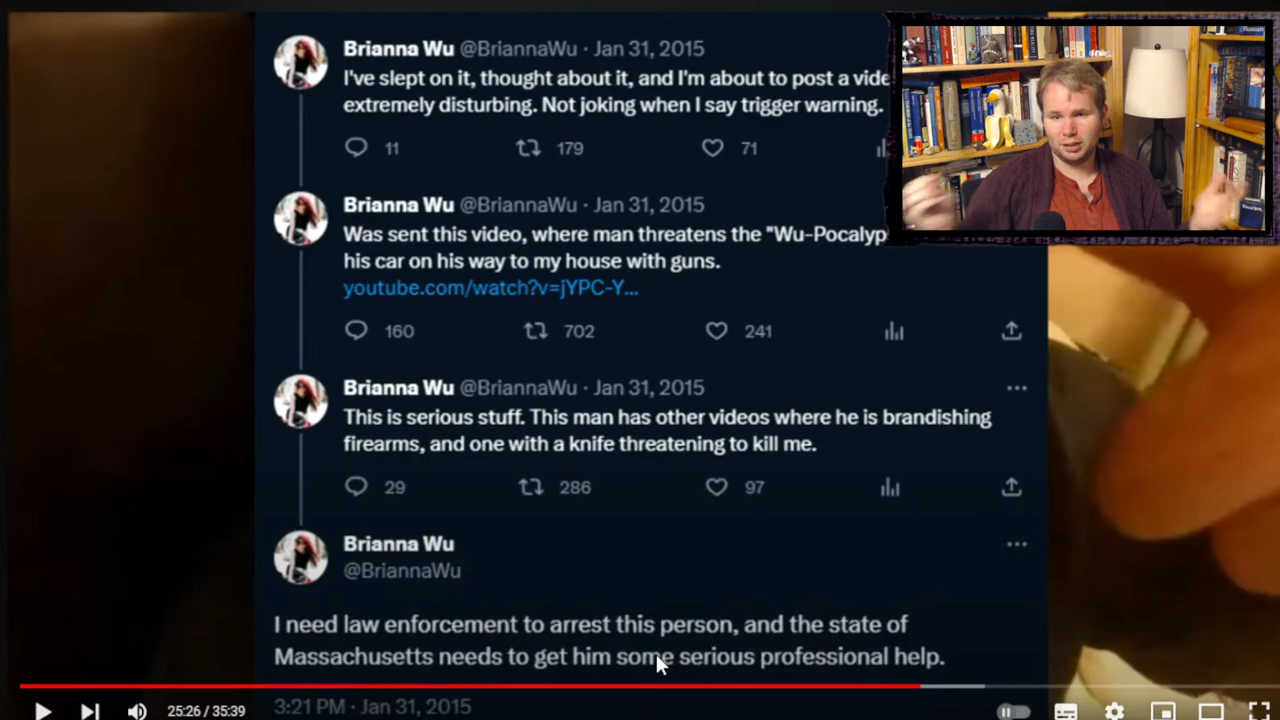 Brianna Wu @BriannaWu · Jan 31, 2015
I've slept on it, thought about it, and I'm about to post a vide
extremely disturbing. Not joking when I say trigger warning.
11 179 71
Brianna Wu @BriannaWu · Jan 31, 2015
Was sent this video, where man threatens the "Wu-Pocalyp
his car on his way to my house with guns.
youtube.com/watch?v=jYPC-Y...
160 702 241
Brianna Wu @BriannaWu · Jan 31, 2015
This is serious stuff. This man has other videos where he is brandishing
firearms, and one with a knife threatening to kill me.
29 286 97
Brianna Wu
@BriannaWu
I need law enforcement to arrest this person, and the state of
Massachusetts needs to get him some serious professional help.
3:21 PM · Jan 31, 2015
25:26 / 35:39